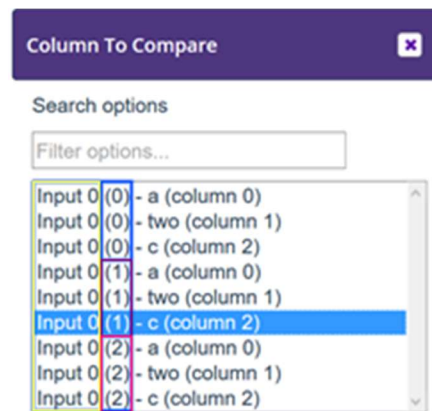 Column To Compare
Search options
Filter options...
Input 0 (0) - a (column 0)
Input 0 (0) - two (column 1)
Input 0 (0) - c (column 2)
Input 0 (1) - a (column 0)
Input 0 (1) - two (column 1)
Input 0 (1) - c (column 2)
Input 0 (2) - a (column 0)
Input 0 (2) - two (column 1)
Input 0 (2) - c (column 2)